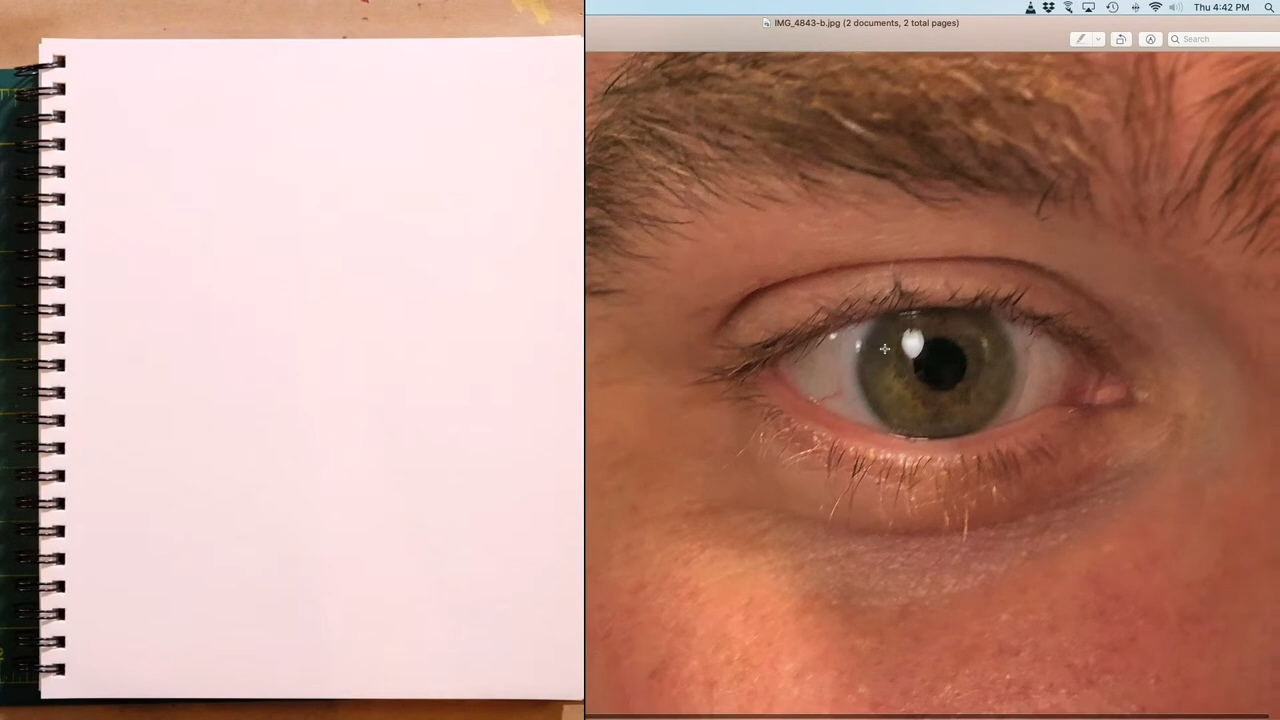 Thu 4:42 PM
IMG_4843-b.jpg (2 documents, 2 total pages)
Search